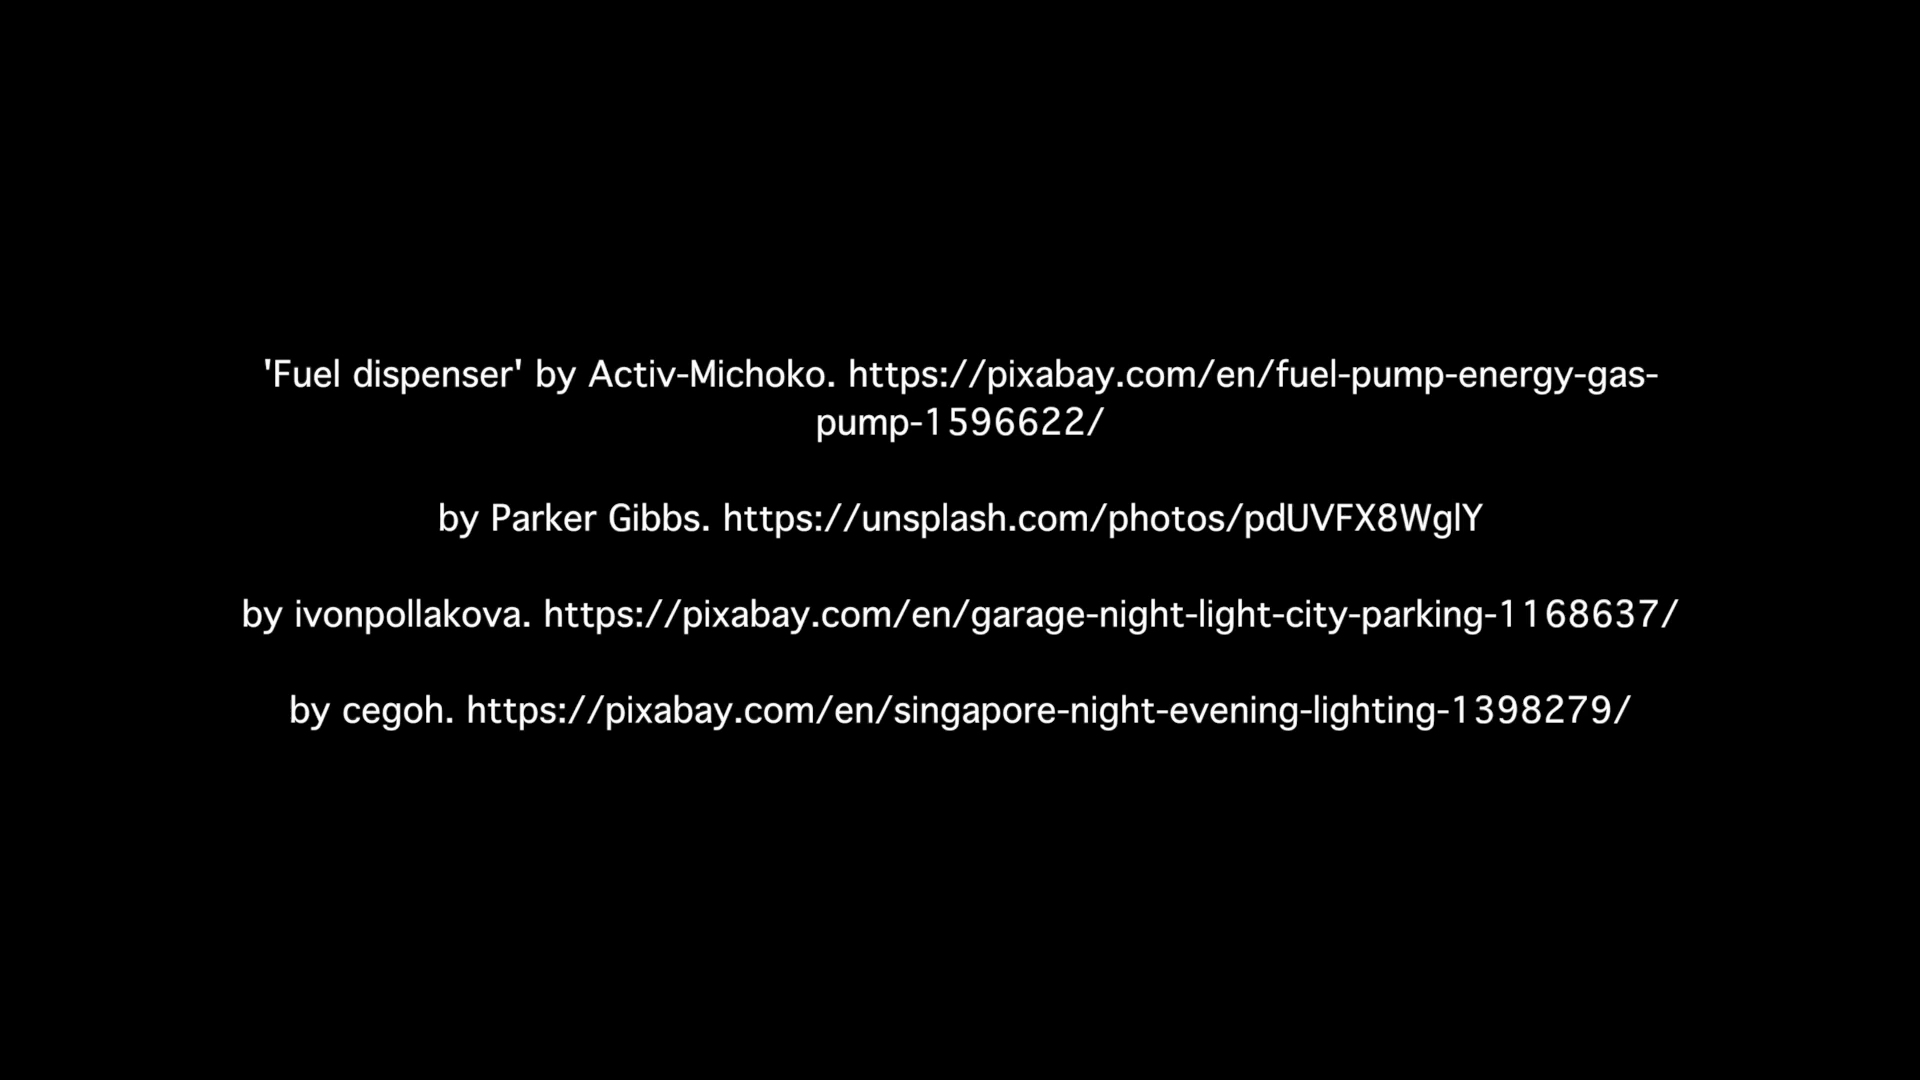 'Fuel dispenser' by Activ-Michoko. https://pixabay.com/en/fuel-pump-energy-gas-
pump-1596622/
by Parker Gibbs. https://unsplash.com/photos/pdUVFX8WglY
by ivonpollakova. https://pixabay.com/en/garage-night-light-city-parking-1168637/
by cegoh. https://pixabay.com/en/singapore-night-evening-lighting-1398279/